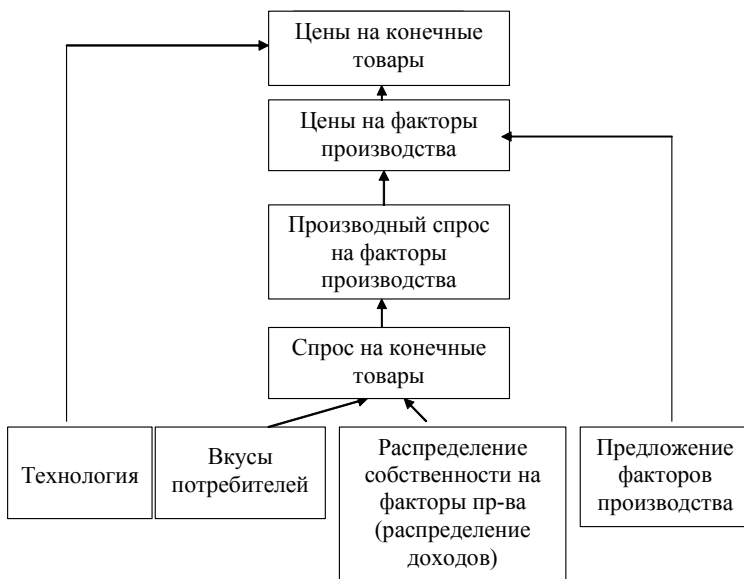 Цены на конечные
товары
Цены на факторы
производства
Производный спрос
на факторы
производства
Спрос на конечные
товары
Технология
Вкусы
потребителей
Распределение
собственности на
факторы пр-ва
(распределение
доходов)
Предложение
факторов
производства